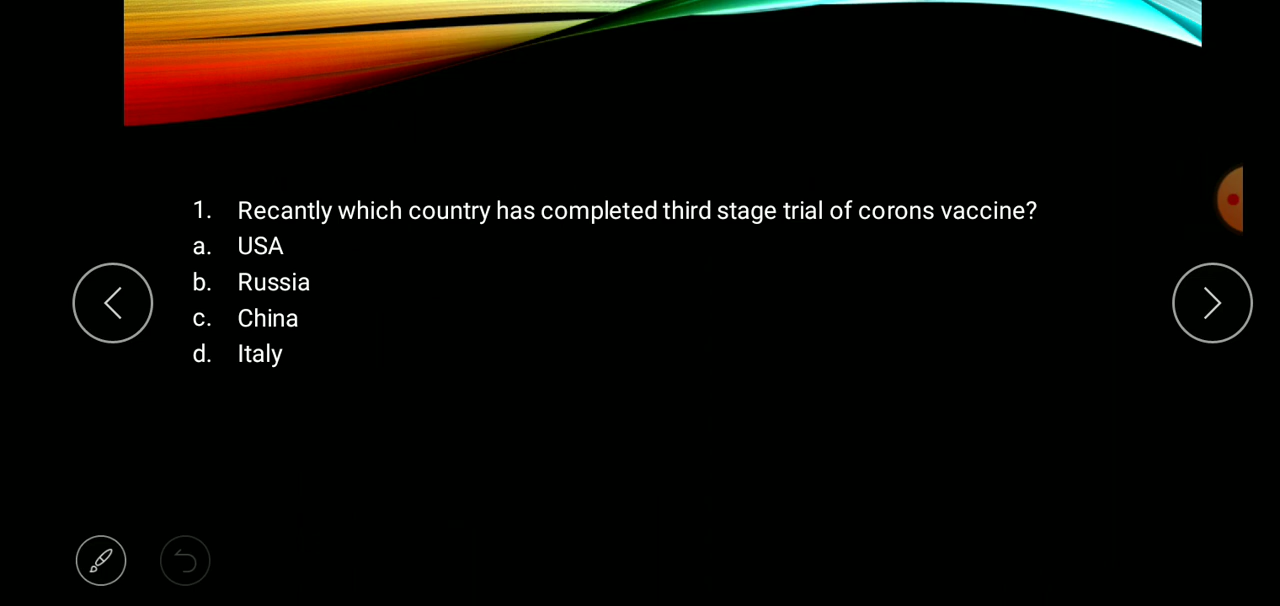 1. Recantly which country has completed third stage trial of corons vaccine?
a. USA
b. Russia
c. China
d. Italy